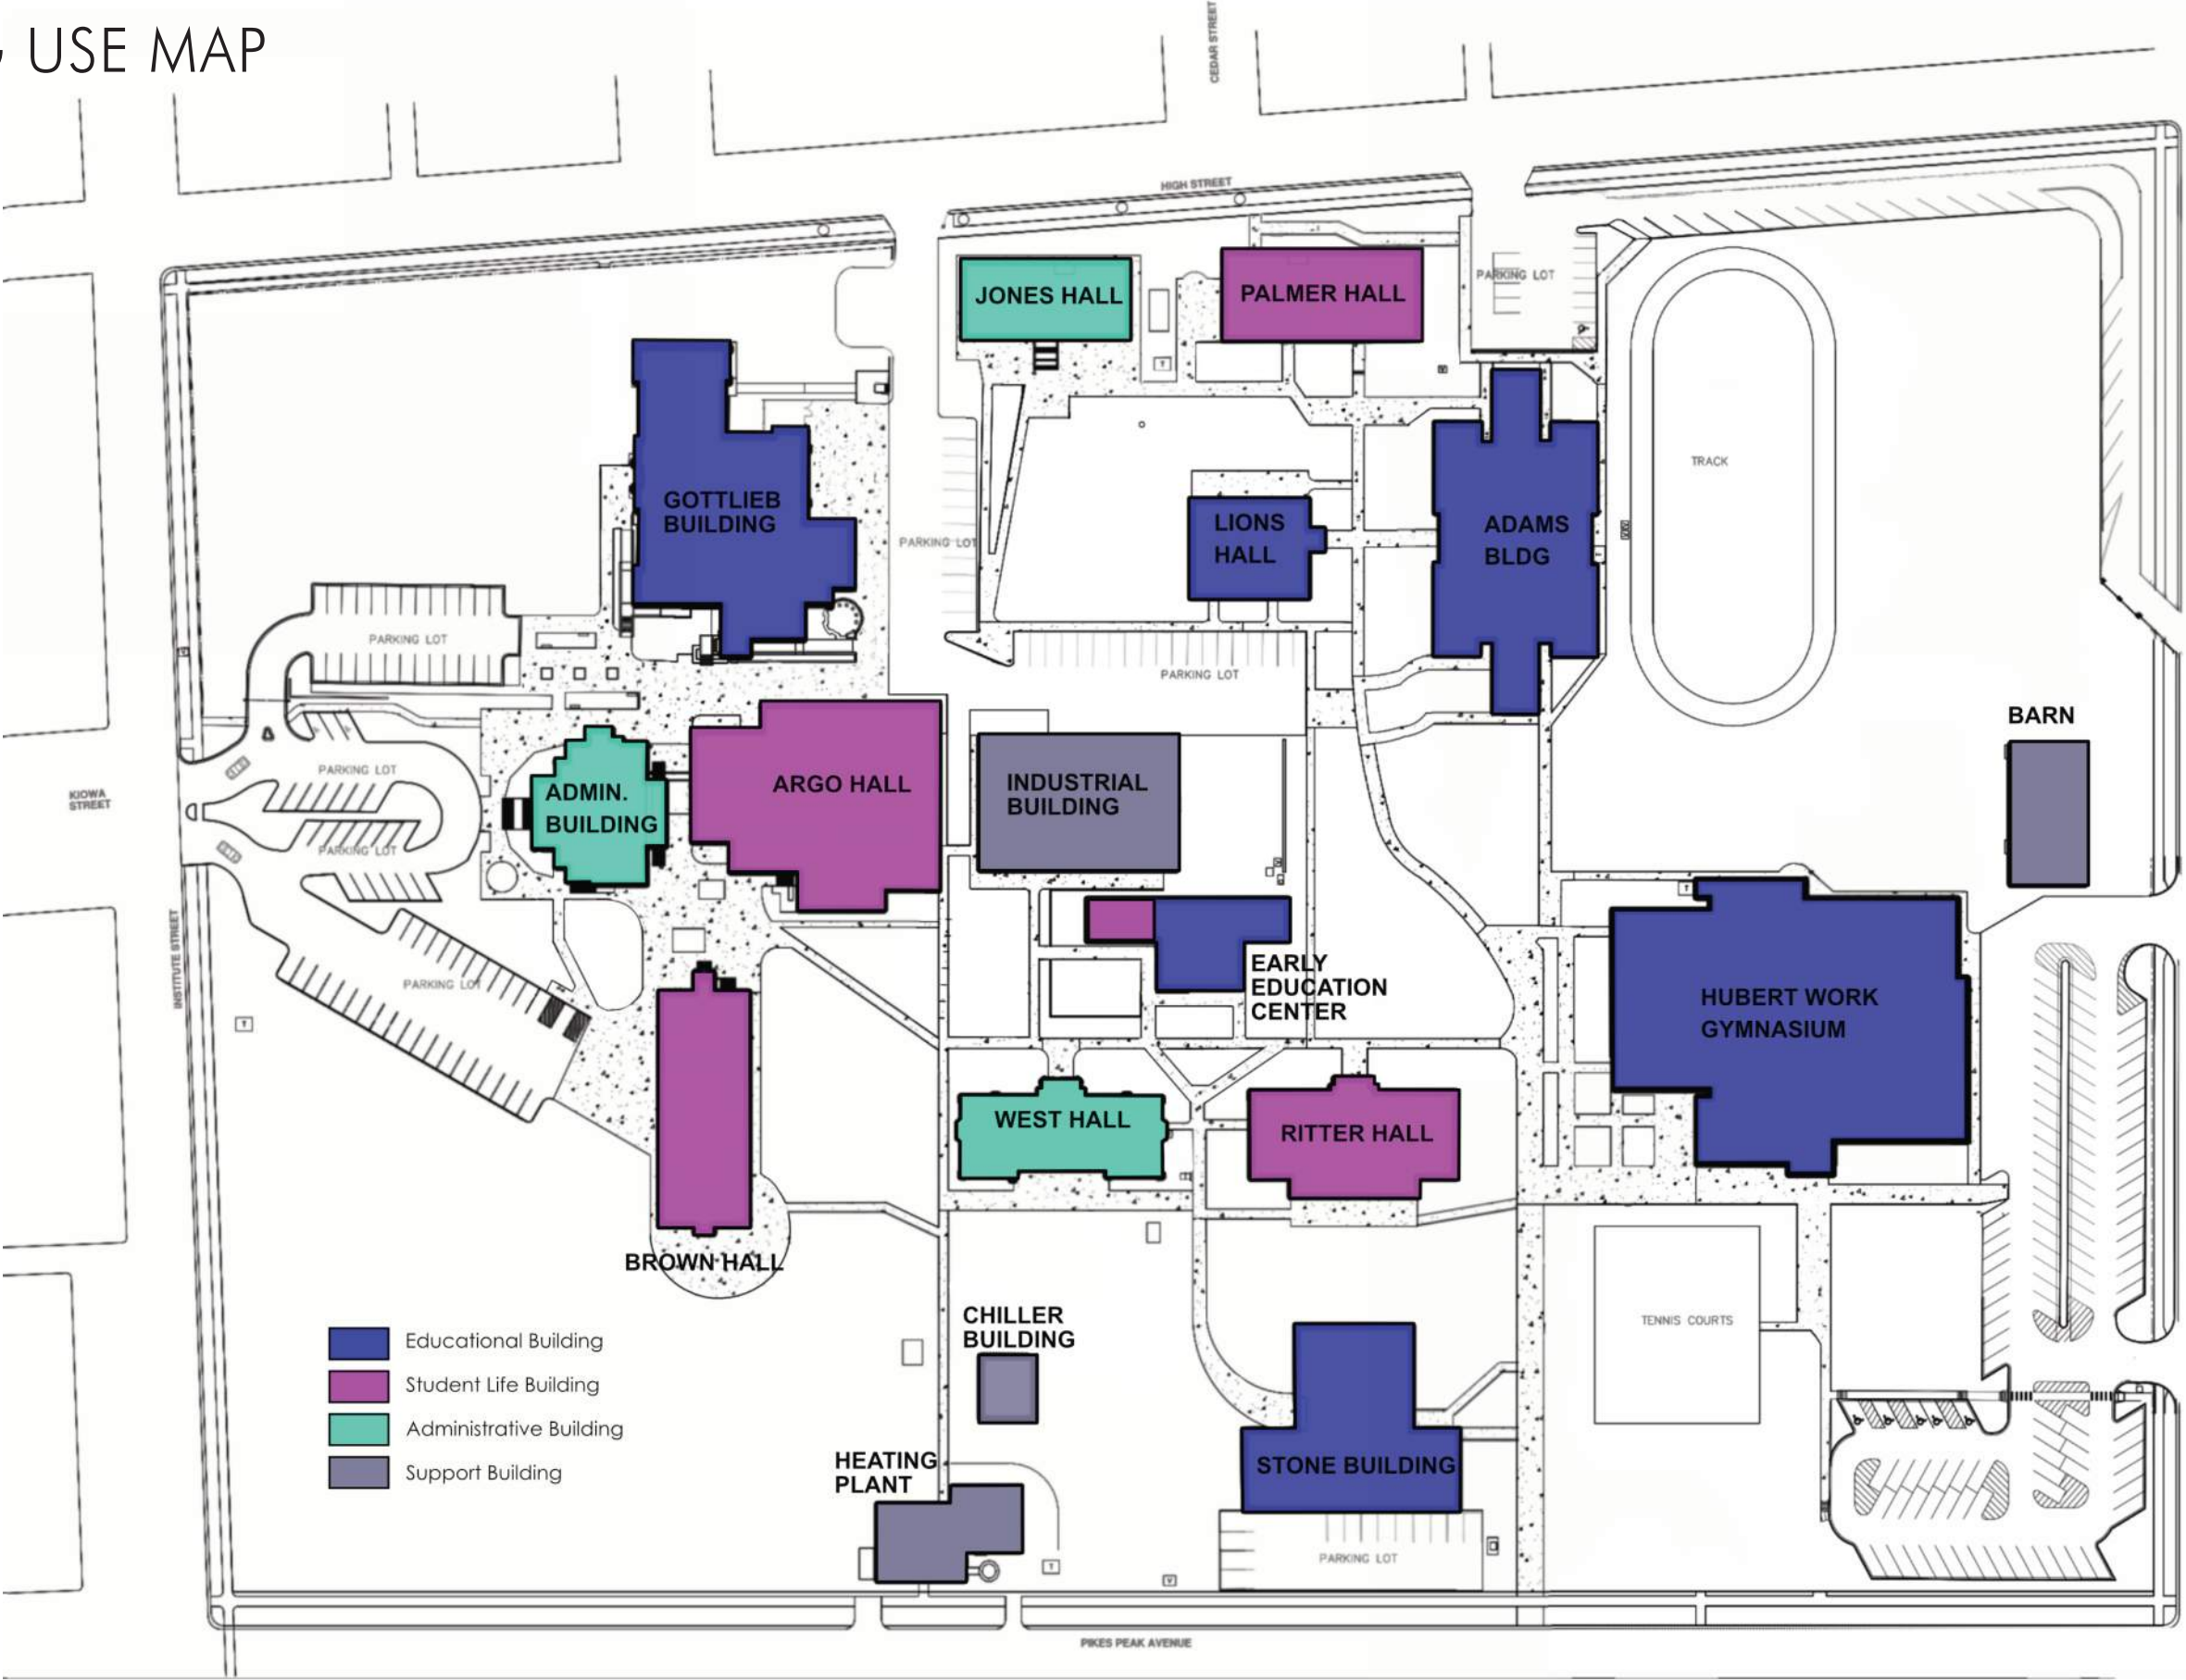 USE MAP
CEDAR STREET
HIGH STREET
JONES HALL
PALMER HALL
PARKING LOT
TRACK
GOTTLIEB
BUILDING
LIONS
HALL
ADAMS
BLDG
PARKING LOT
PARKING LOT
PARKING LOT
BARN
KIOWA
STREET
PARKING LOT
ADMIN.
BUILDING
ARGO HALL
INDUSTRIAL
BUILDING
PARKING LOT
INSTITUTE STREET
PARKING LOT
EARLY
EDUCATION
CENTER
HUBERT WORK
GYMNASIUM
WEST HALL
RITTER HALL
BROWN HALL
CHILLER
BUILDING
TENNIS COURTS
Educational Building
Student Life Building
Administrative Building
Support Building
HEATING
PLANT
STONE BUILDING
PARKING LOT
PIKES PEAK AVENUE